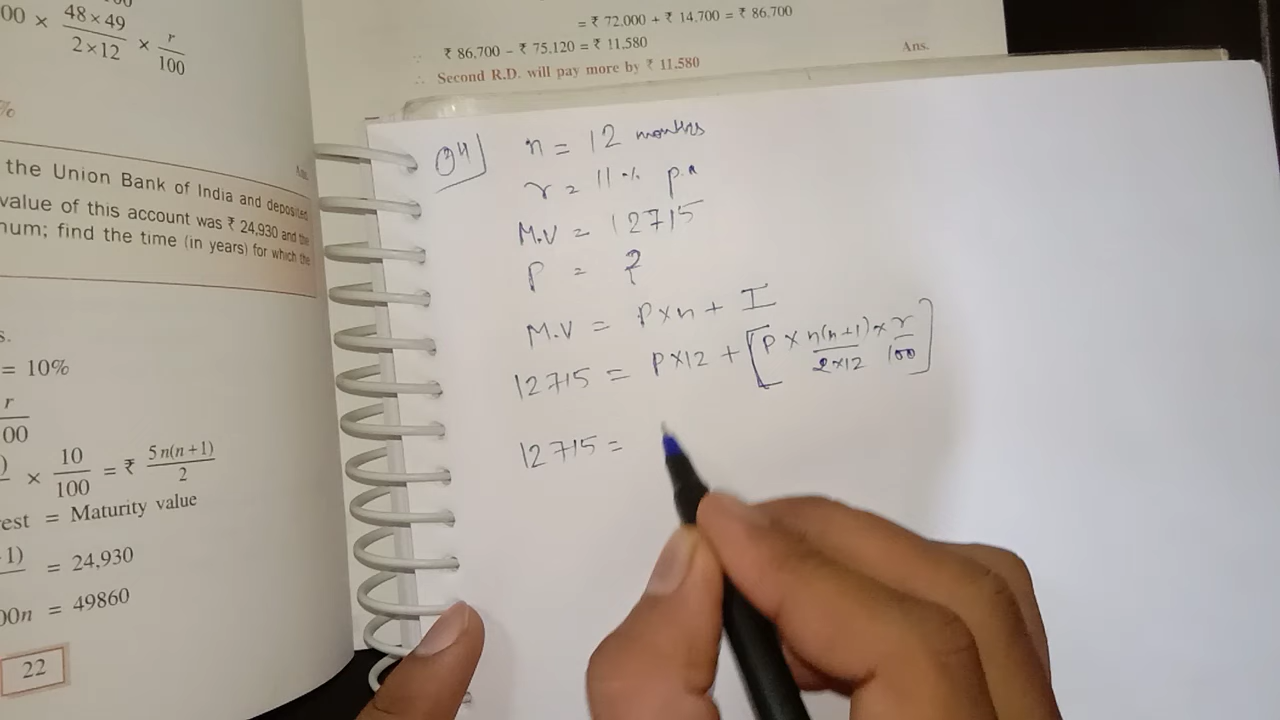 00 × 48×49 / 2×12 × r / 100
%
Ans.
the Union Bank of India and deposited
value of this account was ₹ 24,930 and the
num; find the time (in years) for which the
s.
= 10%
r / 00
) × 10 / 100 = ₹ 5n(n+1) / 2
rest = Maturity value
1) = 24,930
00n = 49860
22
= ₹ 72,000 + ₹ 14,700 = ₹ 86,700
∵ ₹ 86,700 – ₹ 75,120 = ₹ 11,580
∴ Second R.D. will pay more by ₹ 11,580 Ans.
n = 12 months
r = 11% p.a
M.V = 12715
P = ?
M.V = P×n + I
12715 = P×12 + [P × n(n+1) / 2×12 × r / 100]
12715 =